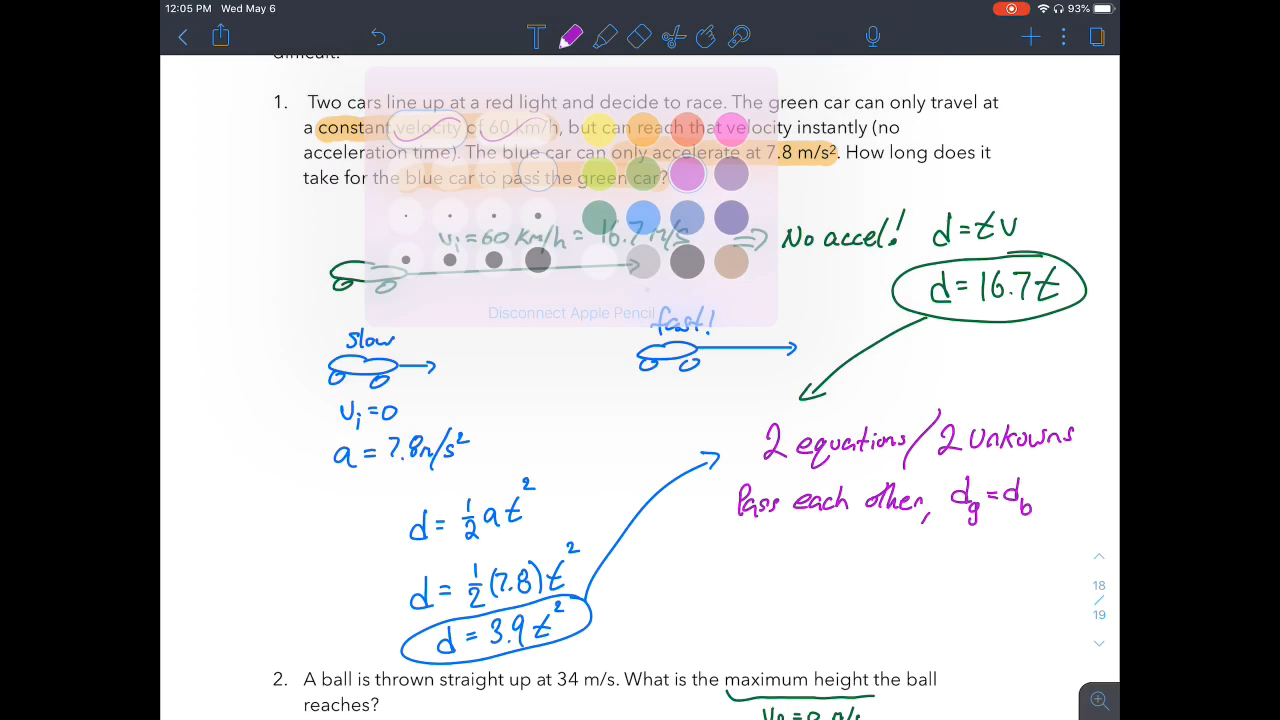 12:05 PM Wed May 6
93%
difficult.
1. Two cars line up at a red light and decide to race. The green car can only travel at
a constant velocity of 60 km/h, but can reach that velocity instantly (no
acceleration time). The blue car can only accelerate at 7.8 m/s². How long does it
take for the blue car to pass the green car?
vi = 60 km/h = 16.7 m/s ⇒ No accel! d = tv
d = 16.7t
Disconnect Apple Pencil
slow
fast!
vi = 0
a = 7.8m/s²
2 equations / 2 unkowns
Pass each other, dg = db
d = ½at²
d = ½(7.8)t²
d = 3.9t²
18
/
19
2. A ball is thrown straight up at 34 m/s. What is the maximum height the ball
reaches?